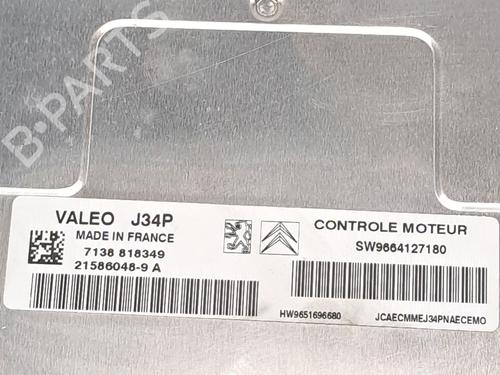 B-PARTS
VALEO J34P
MADE IN FRANCE
7138 818349
21586048-9 A
CONTROLE MOTEUR
SW9664127180
HW9651696680
JCAECMMEJ34PNAECEMO